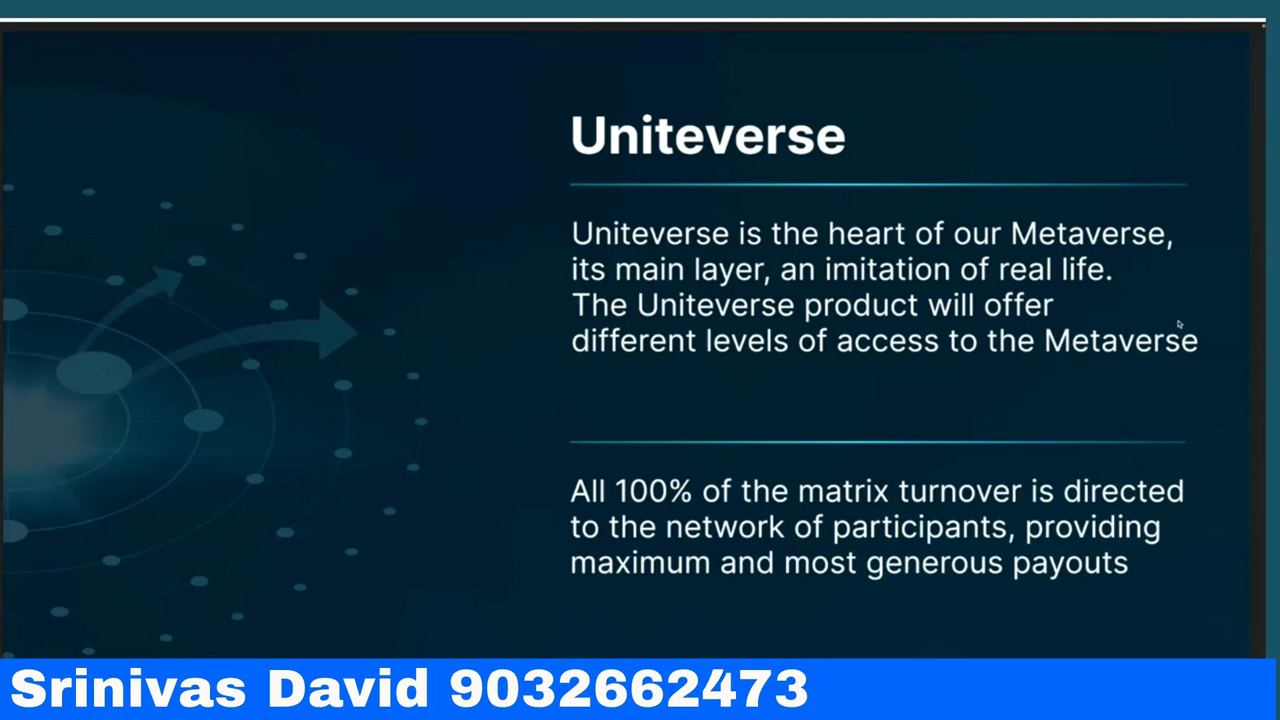 Uniteverse
Uniteverse is the heart of our Metaverse,
its main layer, an imitation of real life.
The Uniteverse product will offer
different levels of access to the Metaverse
All 100% of the matrix turnover is directed
to the network of participants, providing
maximum and most generous payouts
Srinivas David 9032662473